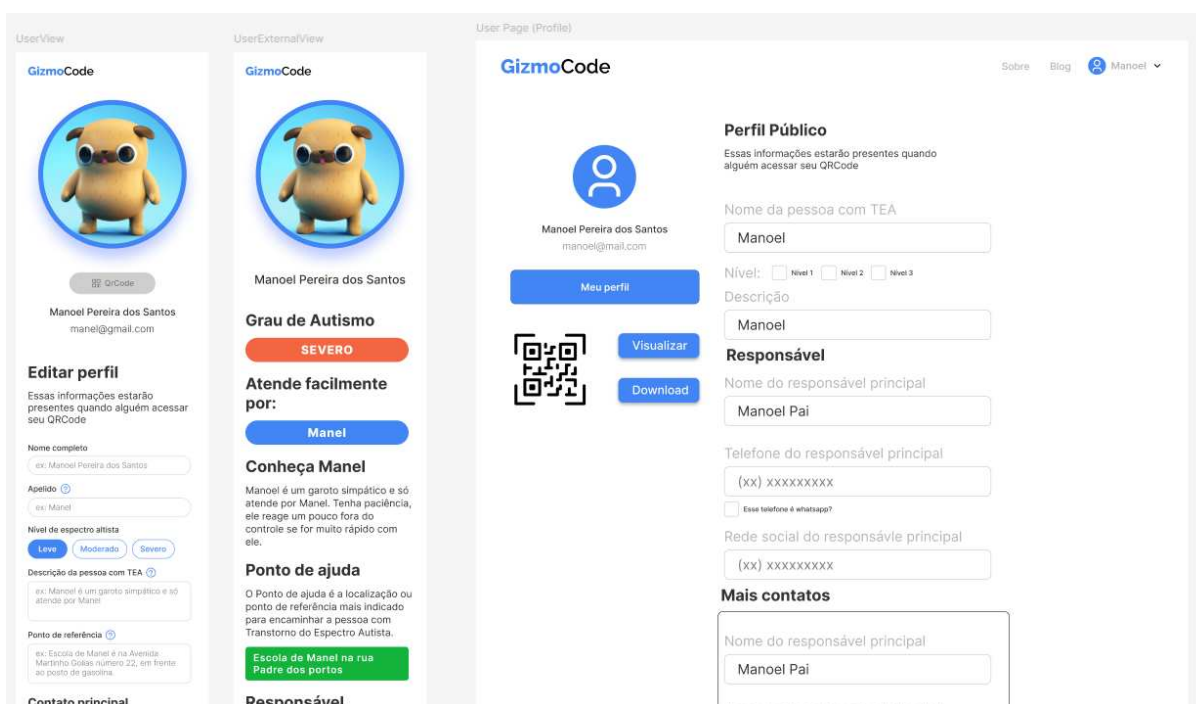 UserView
GizmoCode
QrCode
Manoel Pereira dos Santos
manel@gmail.com
Editar perfil
Essas informações estarão
presentes quando alguém acessar
seu QRCode
Nome completo
ex: Manoel Pereira dos Santos
Apelido ?
ex: Manel
Nível de espectro altista
Leve Moderado Severo
Descrição da pessoa com TEA ?
ex: Manoel é um garoto simpático e só
atende por Manel
Ponto de referência ?
ex: Escola de Manel é na Avenida
Martinho Golias número 22, em frente
ao posto de gasolina.
Contato principal
UserExternalView
GizmoCode
Manoel Pereira dos Santos
Grau de Autismo
SEVERO
Atende facilmente
por:
Manel
Conheça Manel
Manoel é um garoto simpático e só
atende por Manel. Tenha paciência,
ele reage um pouco fora do
controle se for muito rápido com
ele.
Ponto de ajuda
O Ponto de ajuda é a localização ou
ponto de referência mais indicado
para encaminhar a pessoa com
Transtorno do Espectro Autista.
Escola de Manel na rua
Padre dos portos
Responsável
User Page (Profile)
GizmoCode
Sobre Blog Manoel
Manoel Pereira dos Santos
manoel@mail.com
Meu perfil
Visualizar
Download
Perfil Público
Essas informações estarão presentes quando
alguém acessar seu QRCode
Nome da pessoa com TEA
Manoel
Nível: Nível 1 Nível 2 Nível 3
Descrição
Manoel
Responsável
Nome do responsável principal
Manoel Pai
Telefone do responsável principal
(xx) xxxxxxxxx
Esse telefone é whatsapp?
Rede social do responsávle principal
(xx) xxxxxxxxx
Mais contatos
Nome do responsável principal
Manoel Pai